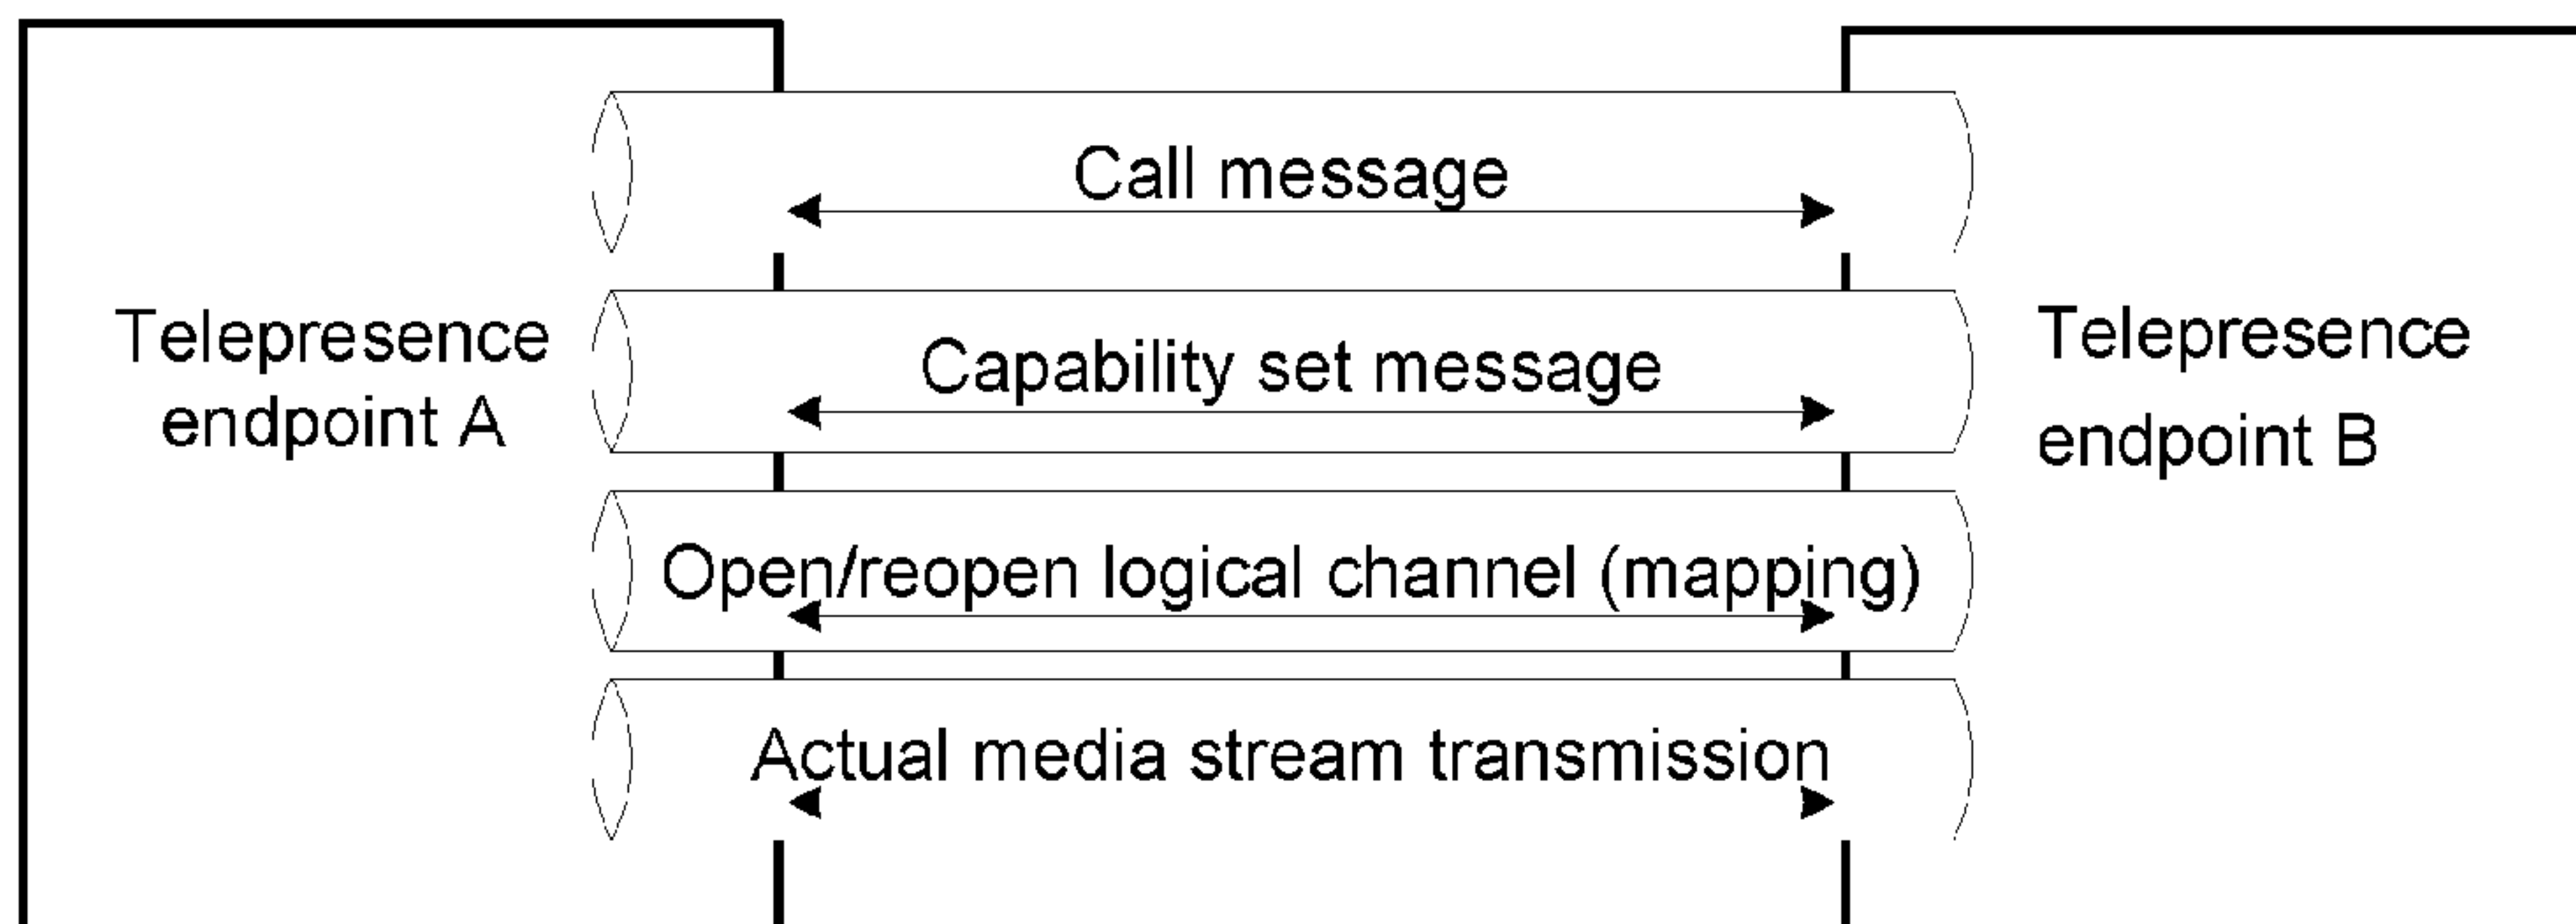 Call message
Telepresence
endpoint A
Capability set message
Telepresence
endpoint B
Open/reopen logical channel (mapping)
Actual media stream transmission